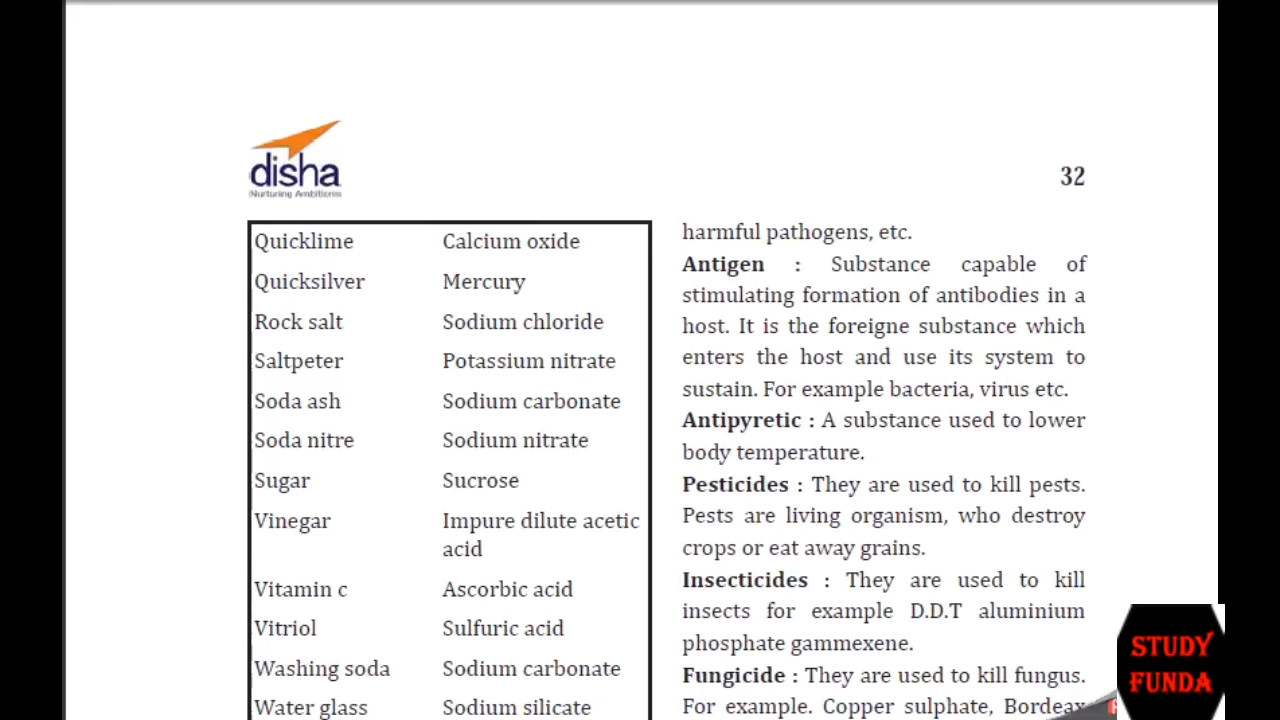 disha
Nurturing Ambitions
32
Quicklime Calcium oxide
Quicksilver Mercury
Rock salt Sodium chloride
Saltpeter Potassium nitrate
Soda ash Sodium carbonate
Soda nitre Sodium nitrate
Sugar Sucrose
Vinegar Impure dilute acetic
acid
Vitamin c Ascorbic acid
Vitriol Sulfuric acid
Washing soda Sodium carbonate
Water glass Sodium silicate
harmful pathogens, etc.
Antigen : Substance capable of
stimulating formation of antibodies in a
host. It is the foreigne substance which
enters the host and use its system to
sustain. For example bacteria, virus etc.
Antipyretic : A substance used to lower
body temperature.
Pesticides : They are used to kill pests.
Pests are living organism, who destroy
crops or eat away grains.
Insecticides : They are used to kill
insects for example D.D.T aluminium
phosphate gammexene.
Fungicide : They are used to kill fungus.
For example. Copper sulphate, Bordeax
STUDY
FUNDA